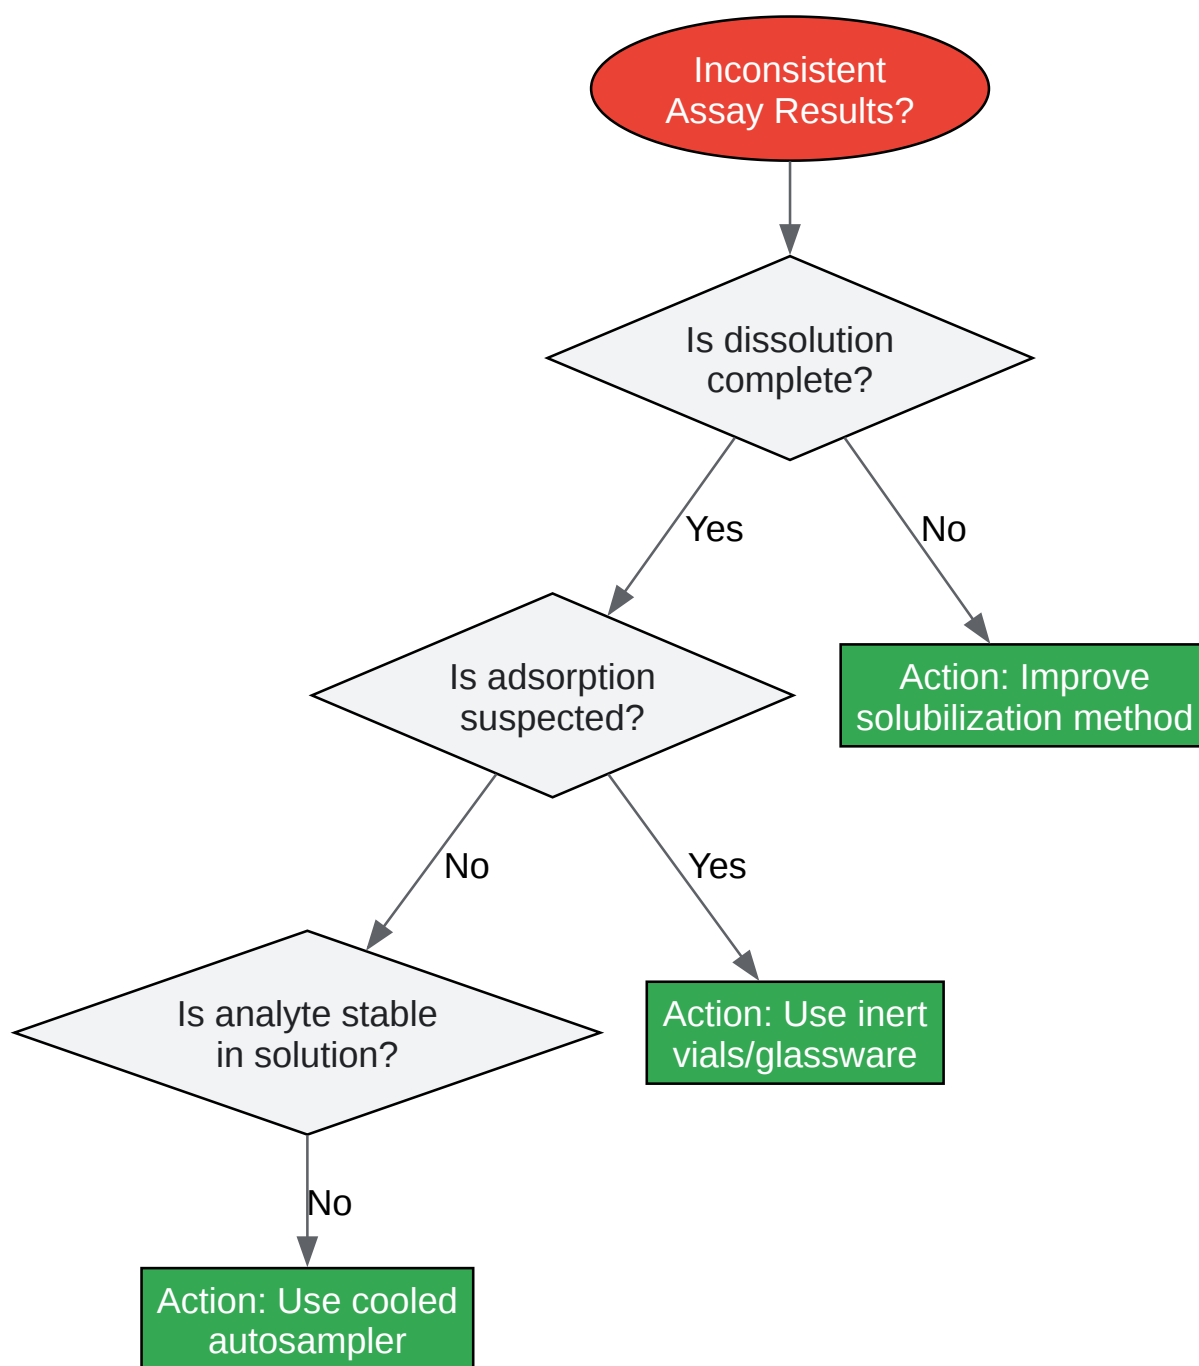 Inconsistent
Assay Results?
Is dissolution
complete?
Yes
No
Is adsorption
suspected?
Action: Improve
solubilization method
No
Yes
Is analyte stable
in solution?
Action: Use inert
vials/glassware
No
Action: Use cooled
autosampler